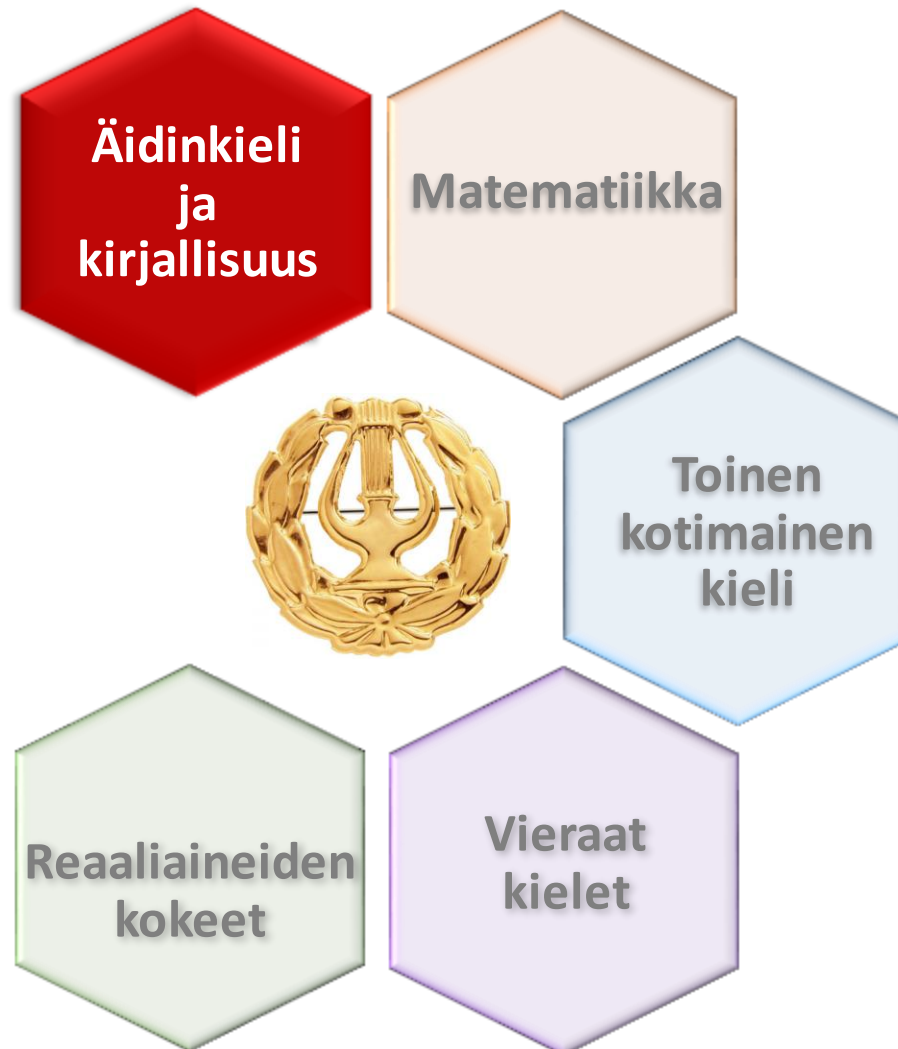 Äidinkieli
ja
kirjallisuus
Matematiikka
Toinen
kotimainen
kieli
Vieraat
kielet
Reaaliaineiden
kokeet